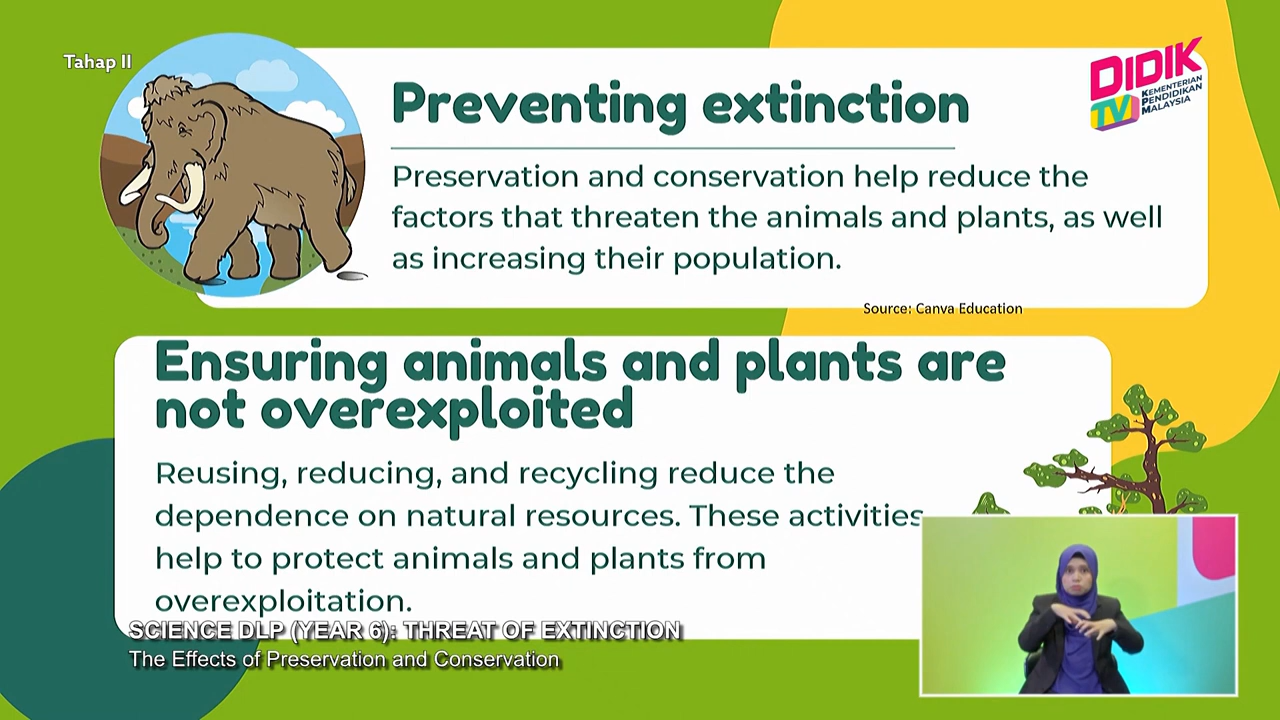 Tahap II
DIDIK
TV
KEMENTERIAN
PENDIDIKAN
MALAYSIA
Preventing extinction
Preservation and conservation help reduce the
factors that threaten the animals and plants, as well
as increasing their population.
Source: Canva Education
Ensuring animals and plants are
not overexploited
Reusing, reducing, and recycling reduce the
dependence on natural resources. These activities
help to protect animals and plants from
overexploitation.
SCIENCE DLP (YEAR 6): THREAT OF EXTINCTION
The Effects of Preservation and Conservation